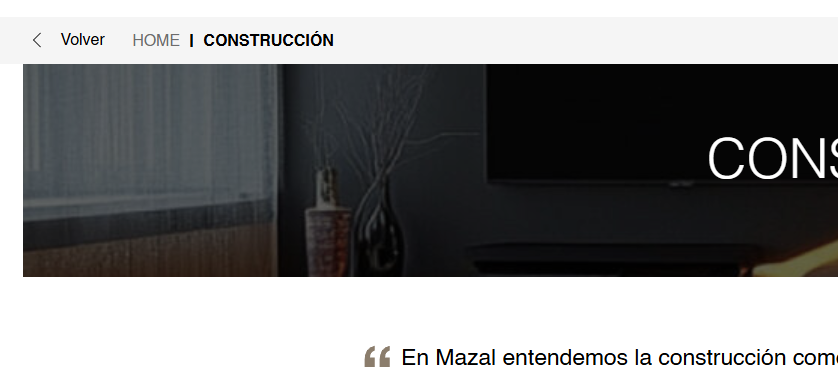 Volver HOME | CONSTRUCCIÓN
CONS
“ En Mazal entendemos la construcción com